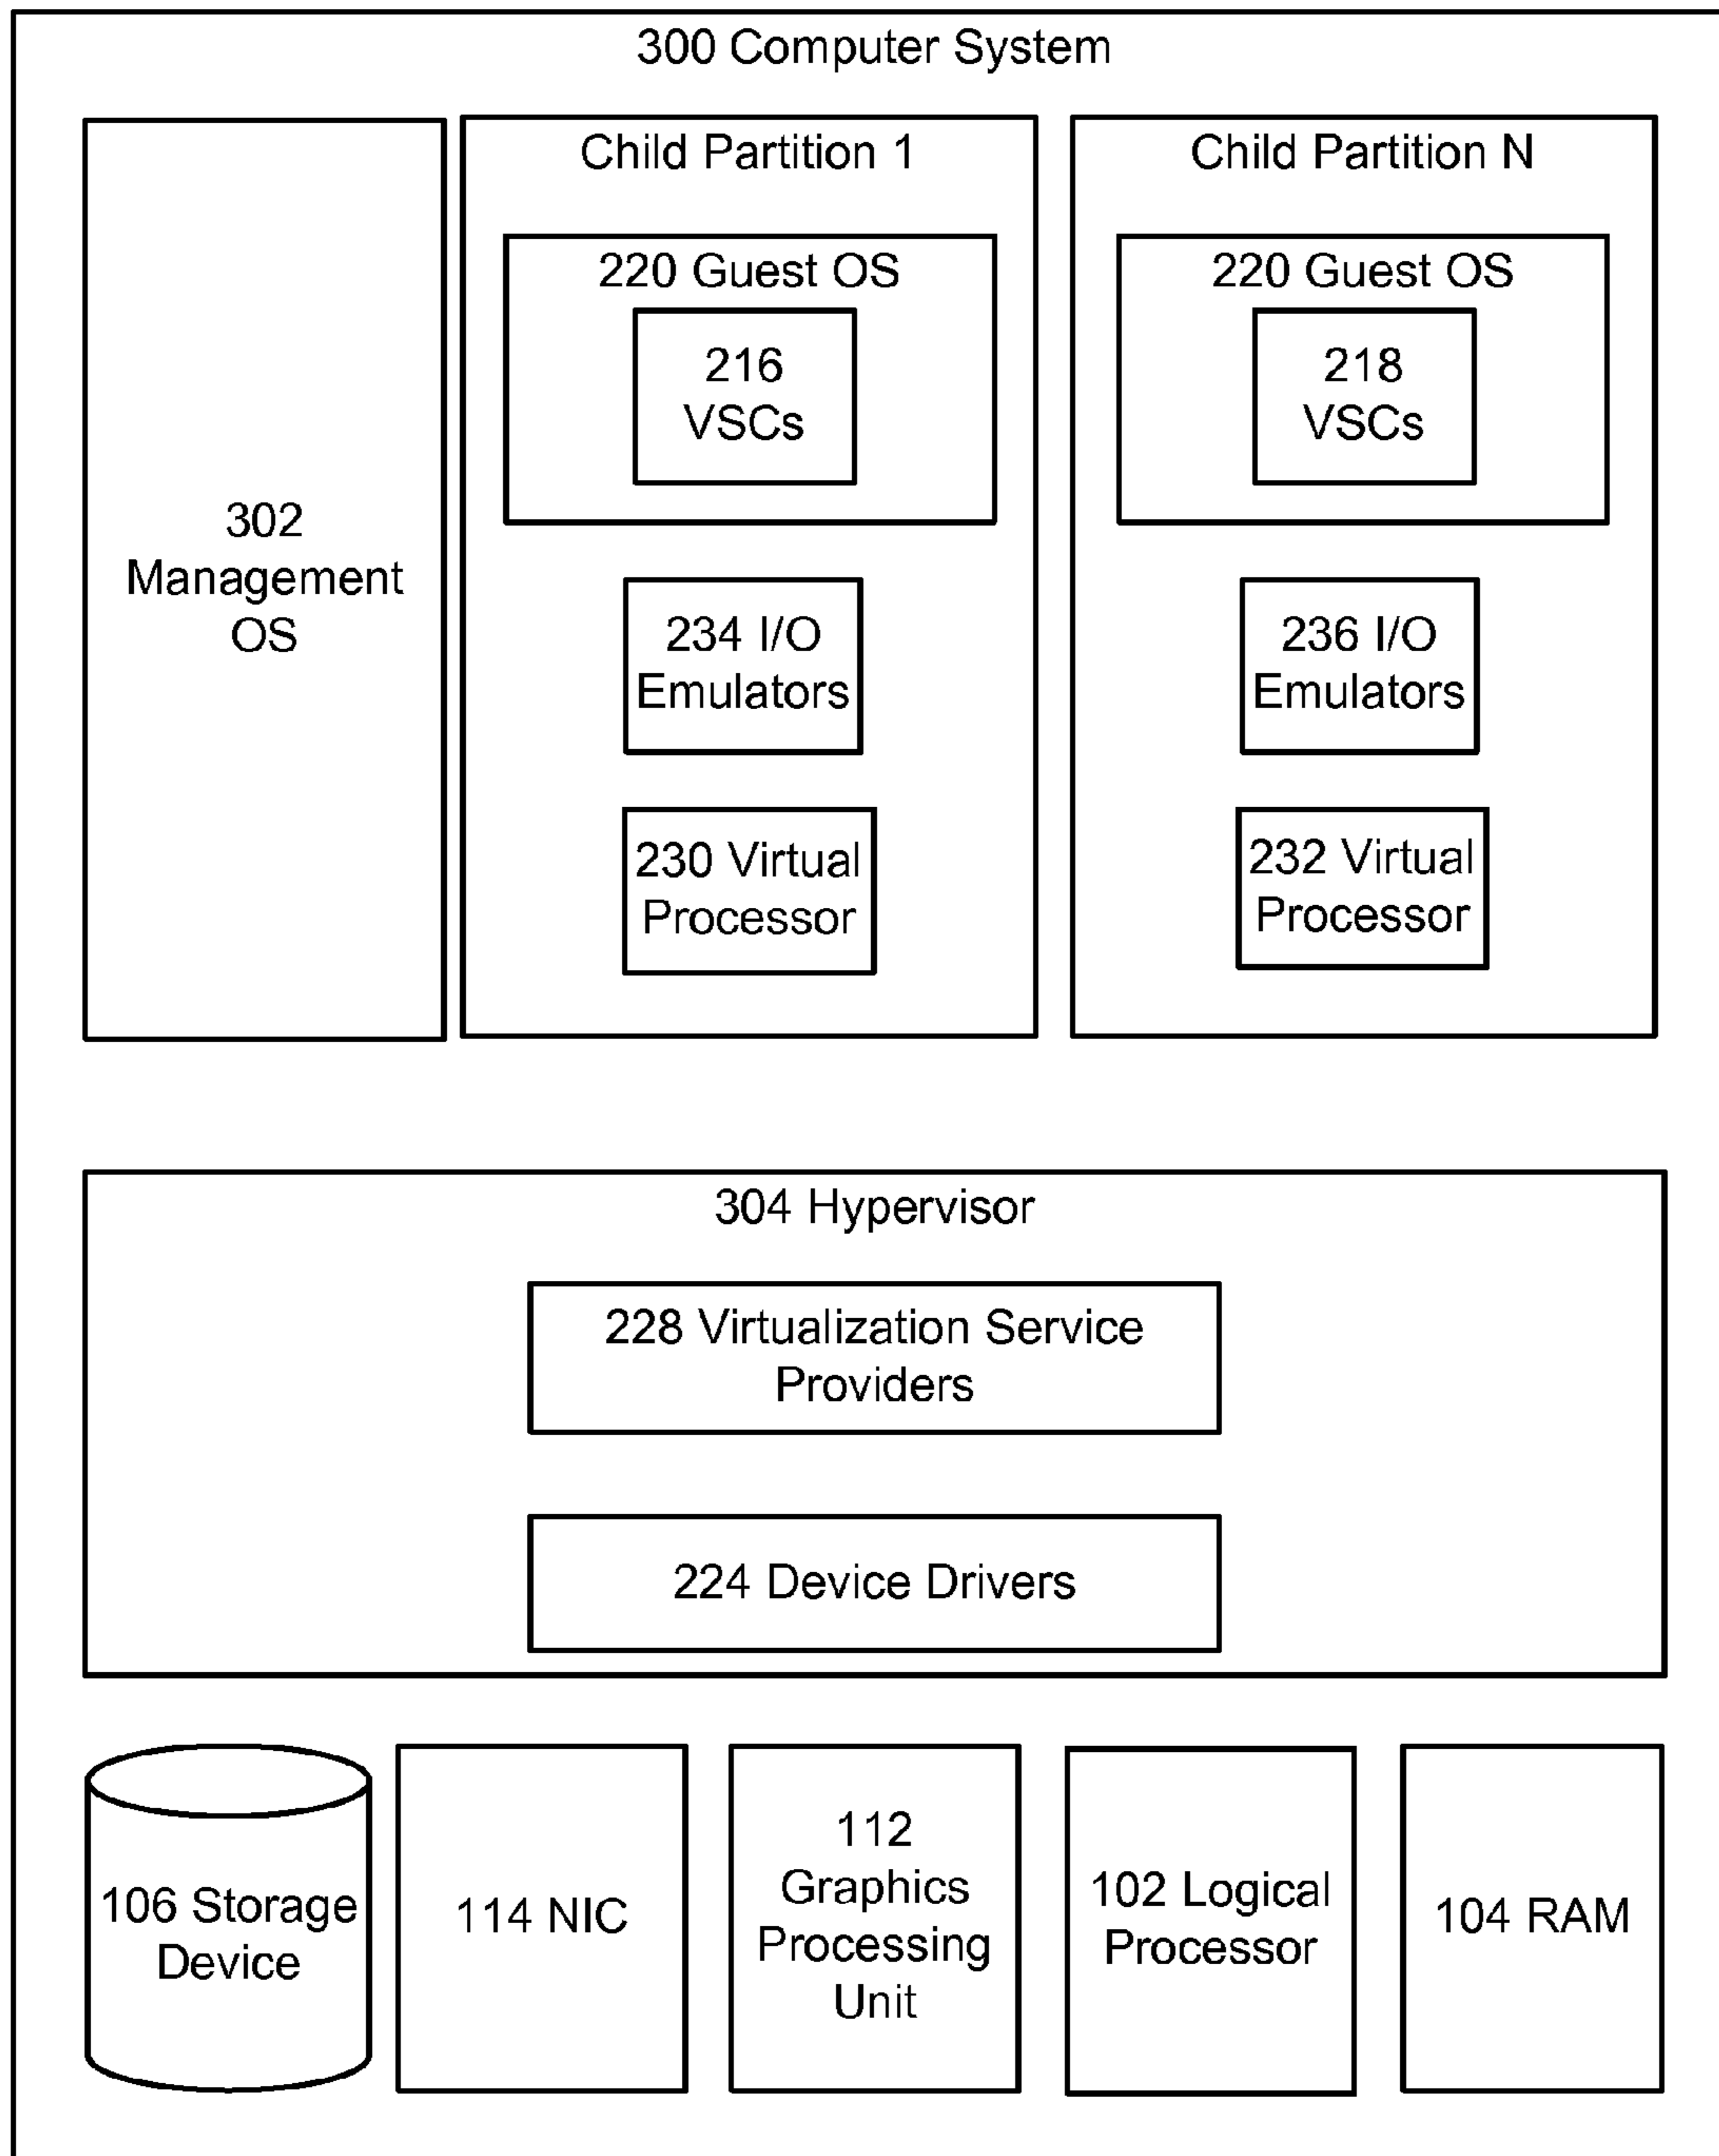 300 Computer System
302
Management
OS
Child Partition 1
220 Guest OS
216
VSCs
234 I/O
Emulators
230 Virtual
Processor
Child Partition N
220 Guest OS
218
VSCs
236 I/O
Emulators
232 Virtual
Processor
304 Hypervisor
228 Virtualization Service
Providers
224 Device Drivers
106 Storage
Device
114 NIC
112
Graphics
Processing
Unit
102 Logical
Processor
104 RAM